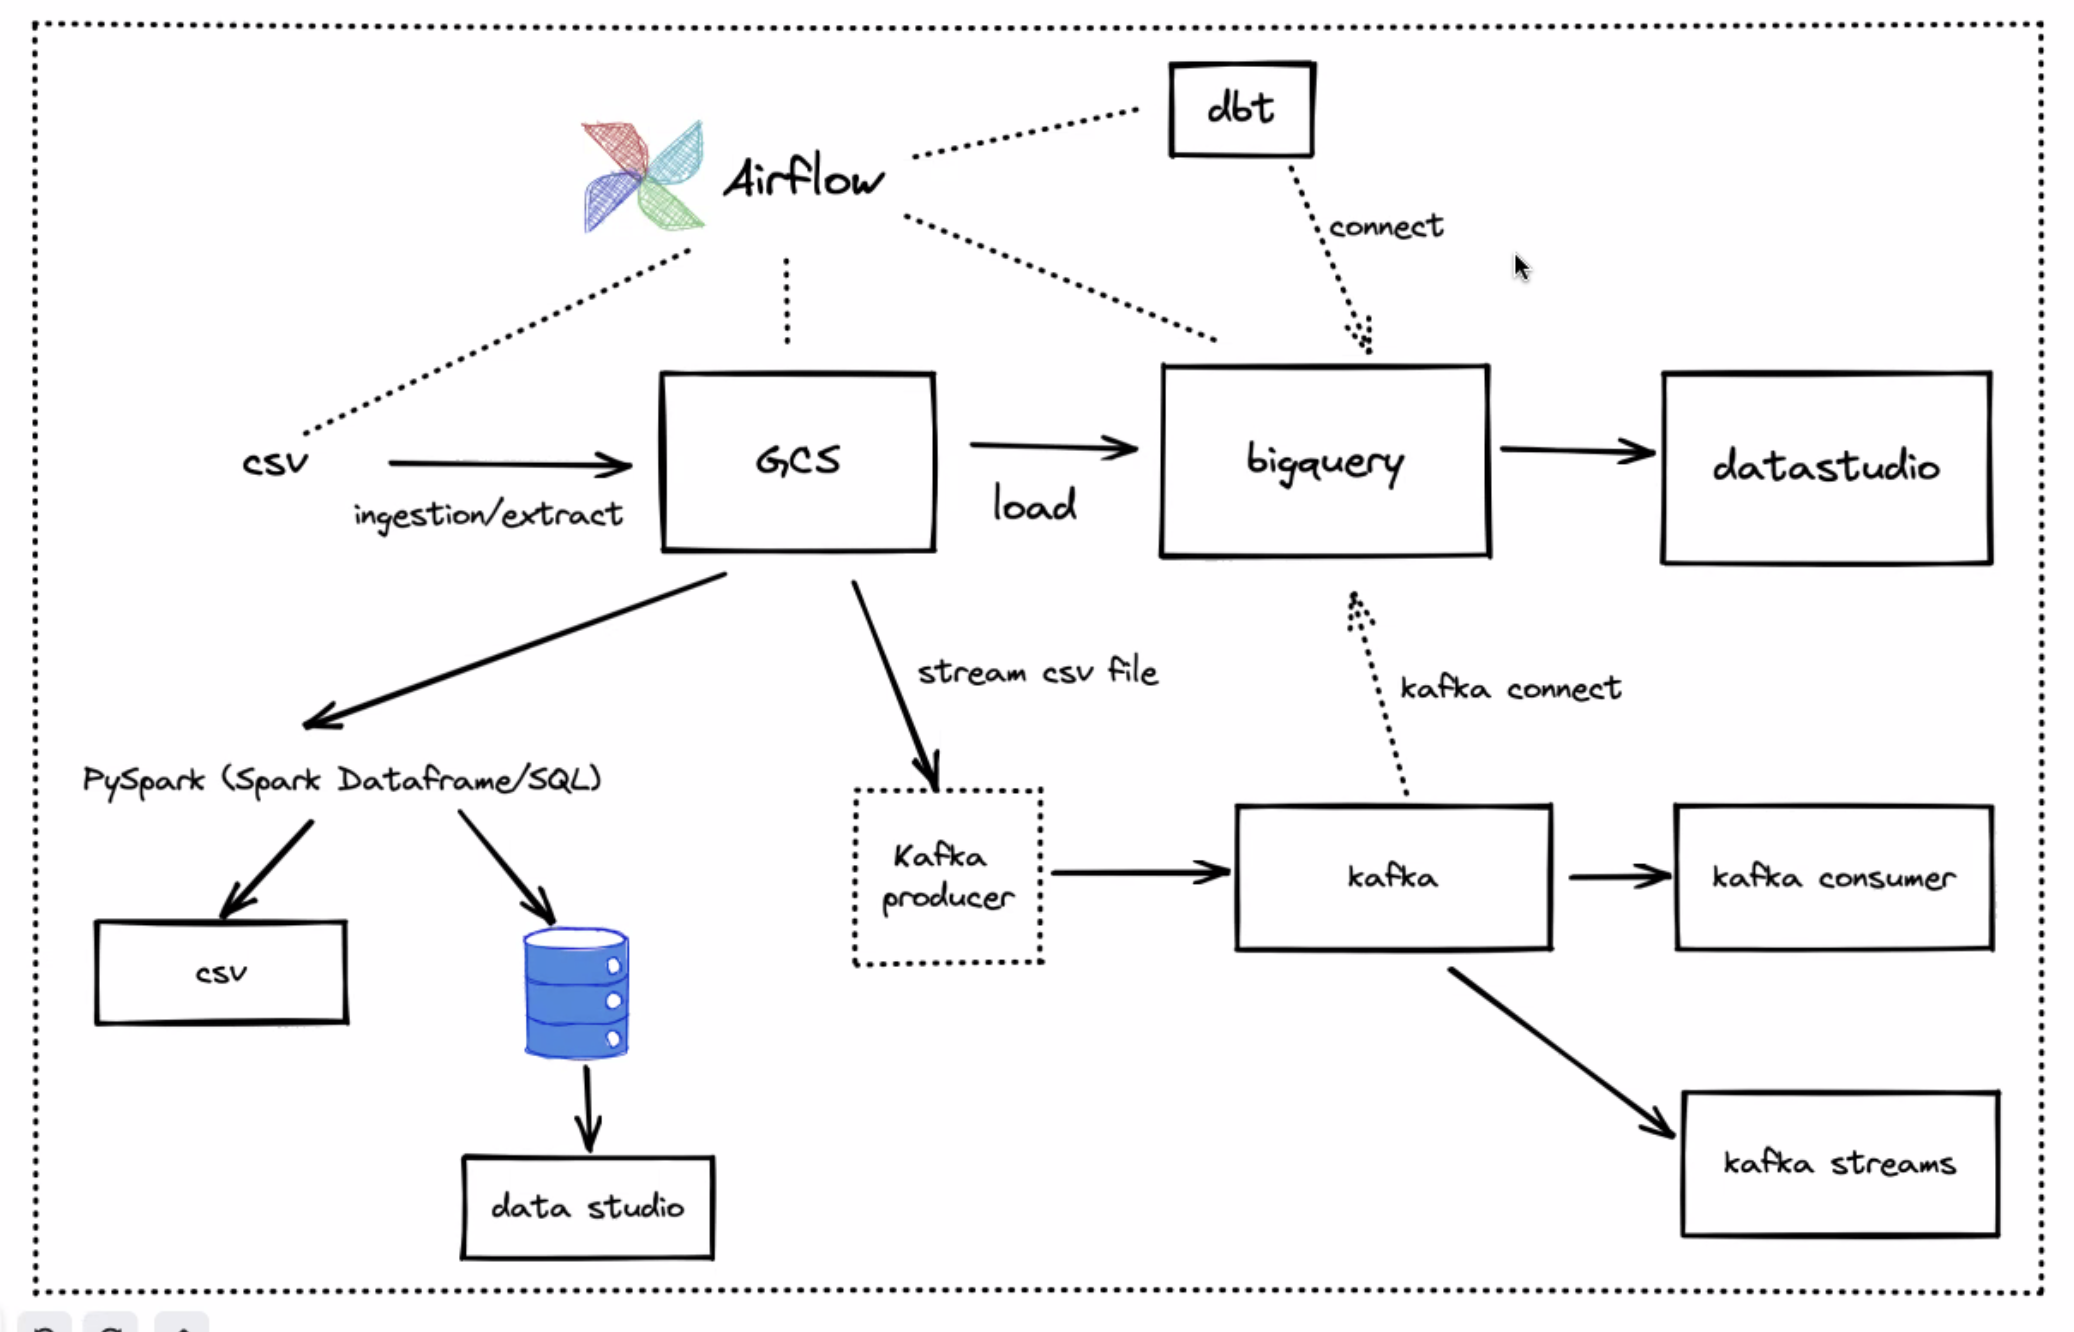 dbt
Airflow
connect
csv
ingestion/extract
GCS
load
bigquery
datastudio
stream csv file
kafka connect
PySpark (Spark Dataframe/SQL)
Kafka
producer
kafka
kafka consumer
csv
data studio
kafka streams